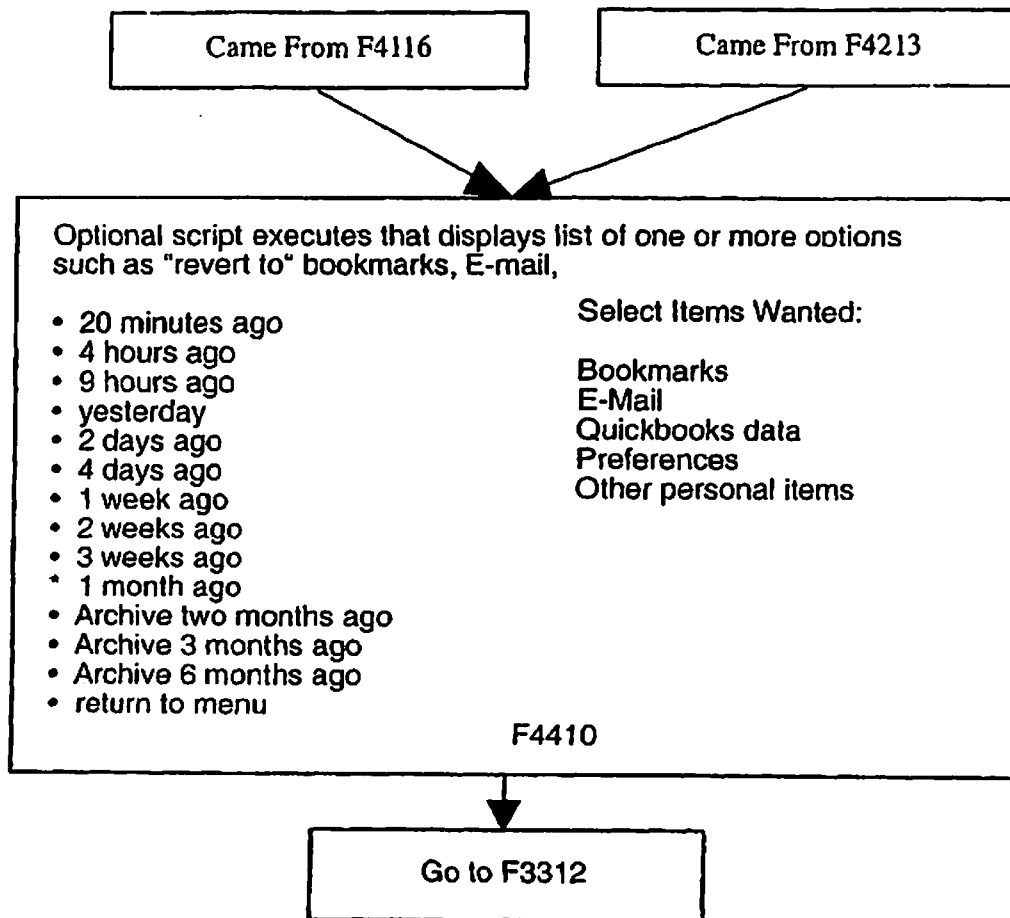 Came From F4116
Came From F4213
Optional script executes that displays list of one or more options
such as "revert to" bookmarks, E-mail,
• 20 minutes ago
• 4 hours ago
• 9 hours ago
• yesterday
• 2 days ago
• 4 days ago
• 1 week ago
• 2 weeks ago
• 3 weeks ago
* 1 month ago
• Archive two months ago
• Archive 3 months ago
• Archive 6 months ago
• return to menu
Select Items Wanted:
Bookmarks
E-Mail
Quickbooks data
Preferences
Other personal items
F4410
Go to F3312